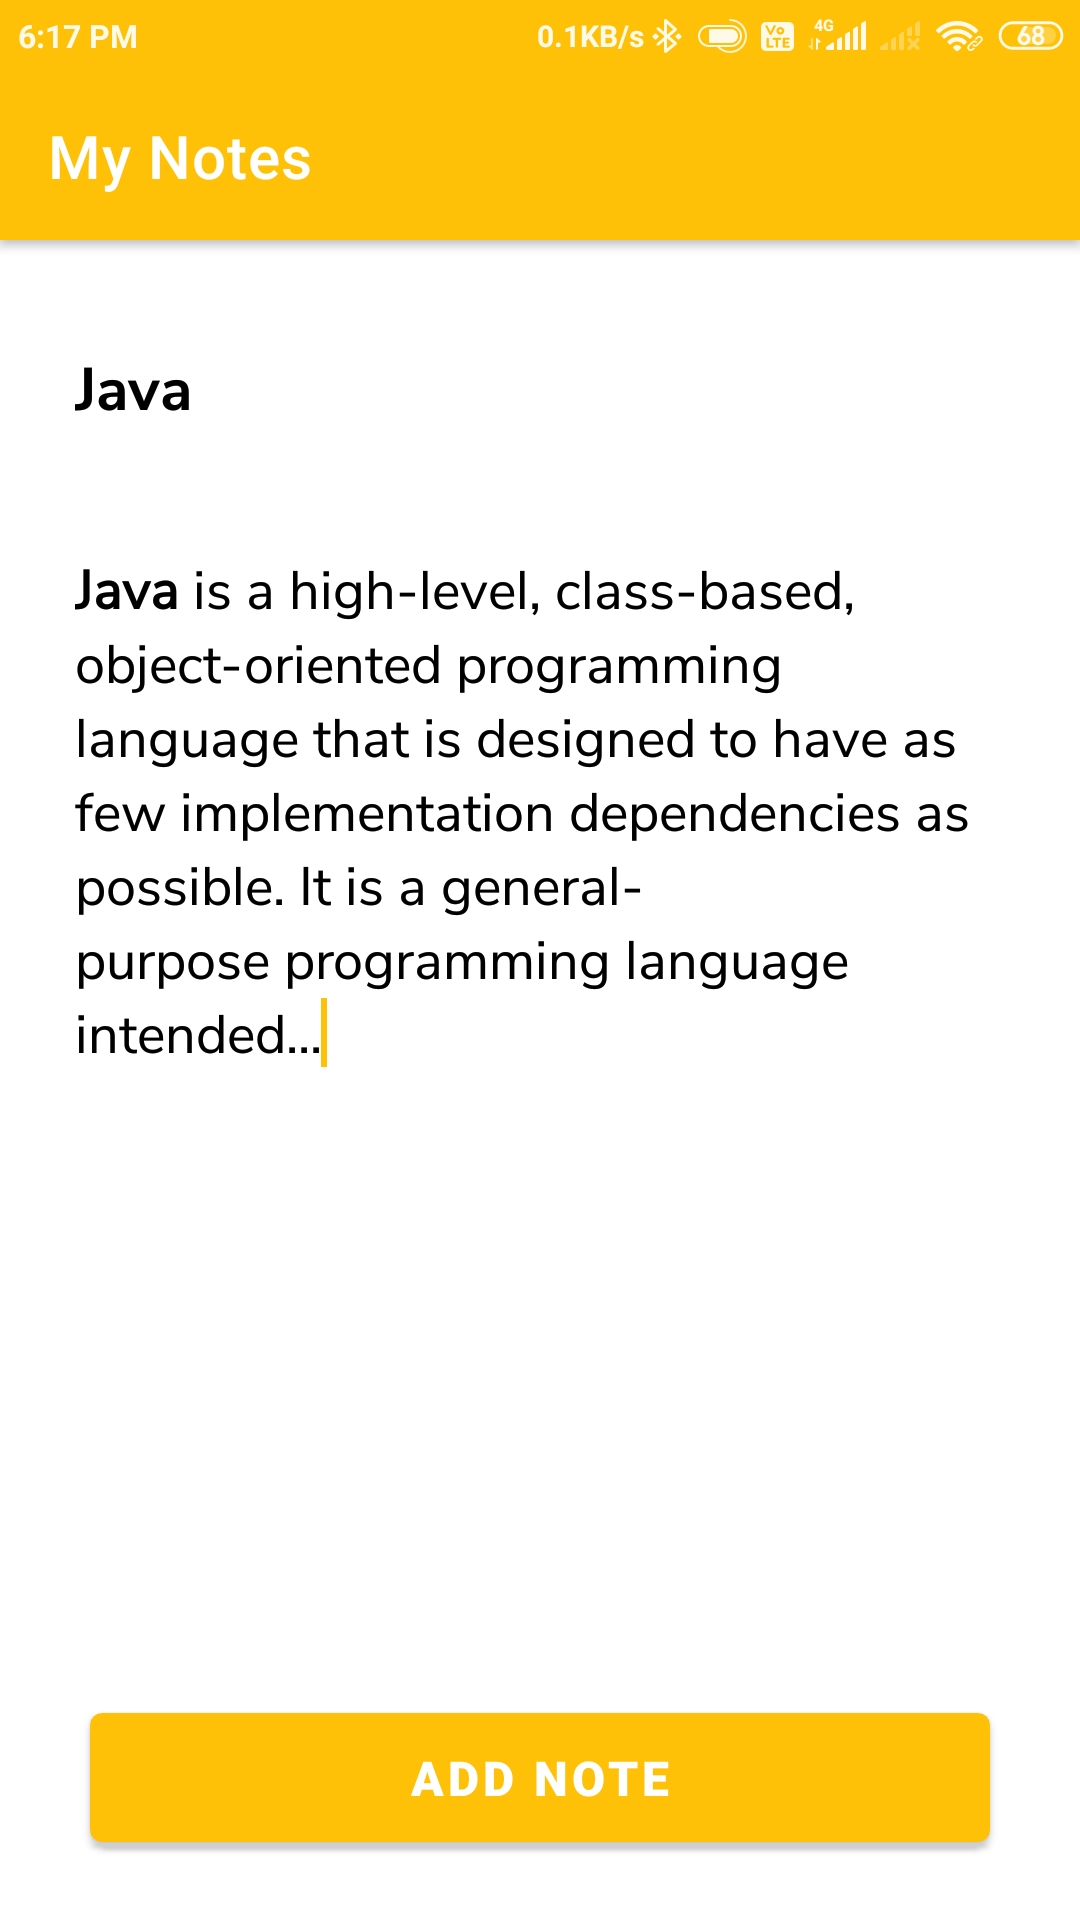 6:17 PM 0.1KB/s Vo LTE 4G 68
My Notes
Java
Java is a high-level, class-based,
object-oriented programming
language that is designed to have as
few implementation dependencies as
possible. It is a general-
purpose programming language
intended...
ADD NOTE